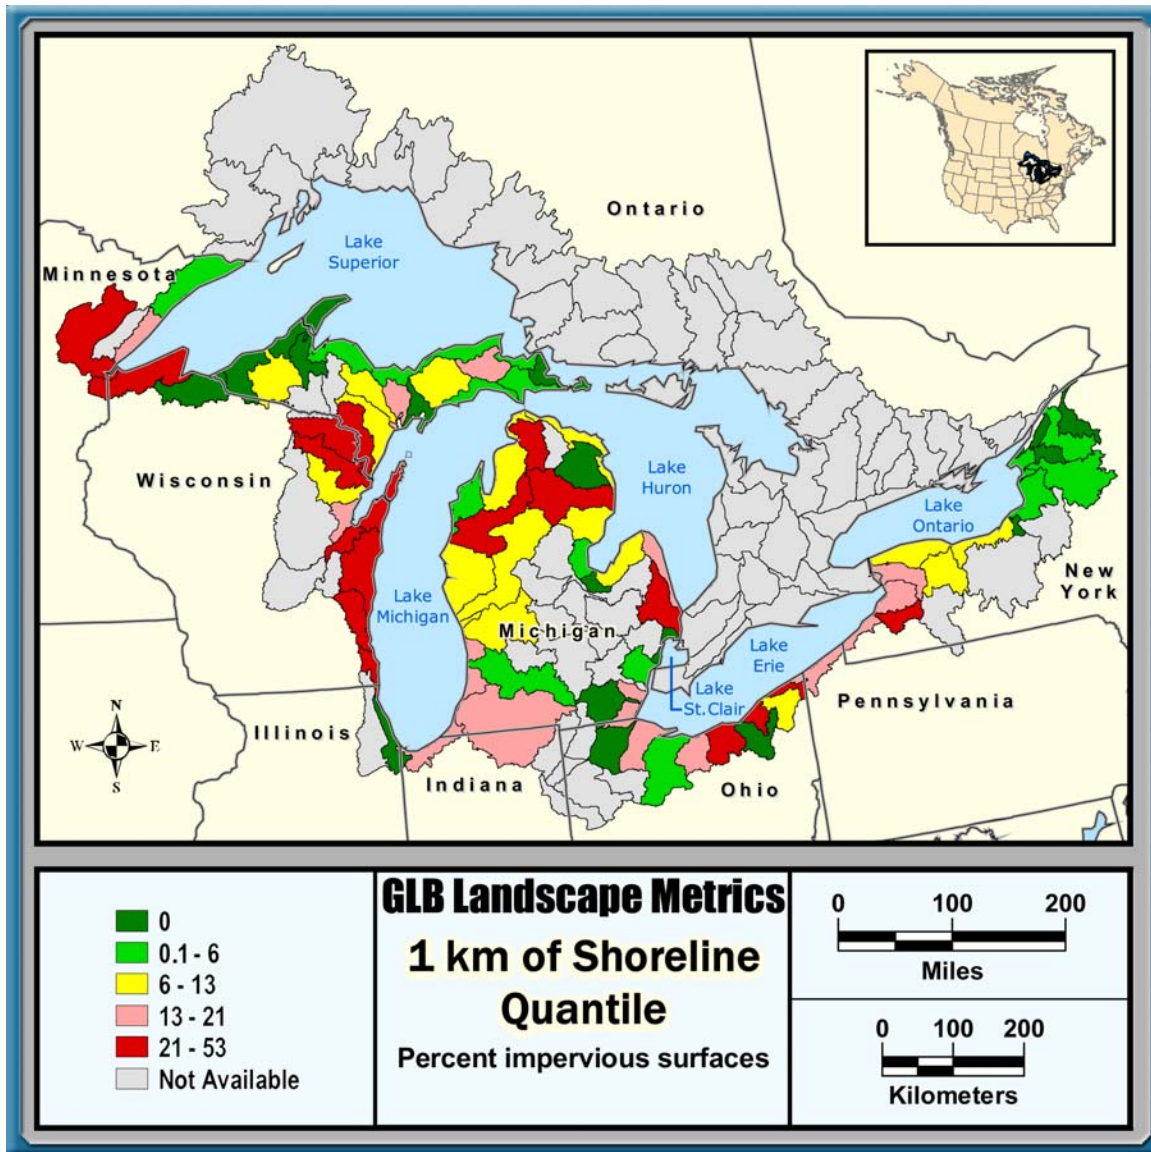 Ontario
Lake
Superior
Minnesota
Wisconsin
Lake
Huron
Lake
Ontario
New
York
Lake
Michigan
Michigan
Lake
Erie
Lake
St.Clair
Pennsylvania
Illinois
Indiana
Ohio
N
W E
S
0
0.1 - 6
6 - 13
13 - 21
21 - 53
Not Available
GLB Landscape Metrics
1 km of Shoreline
Quantile
Percent impervious surfaces
0 100 200
Miles
0 100 200
Kilometers